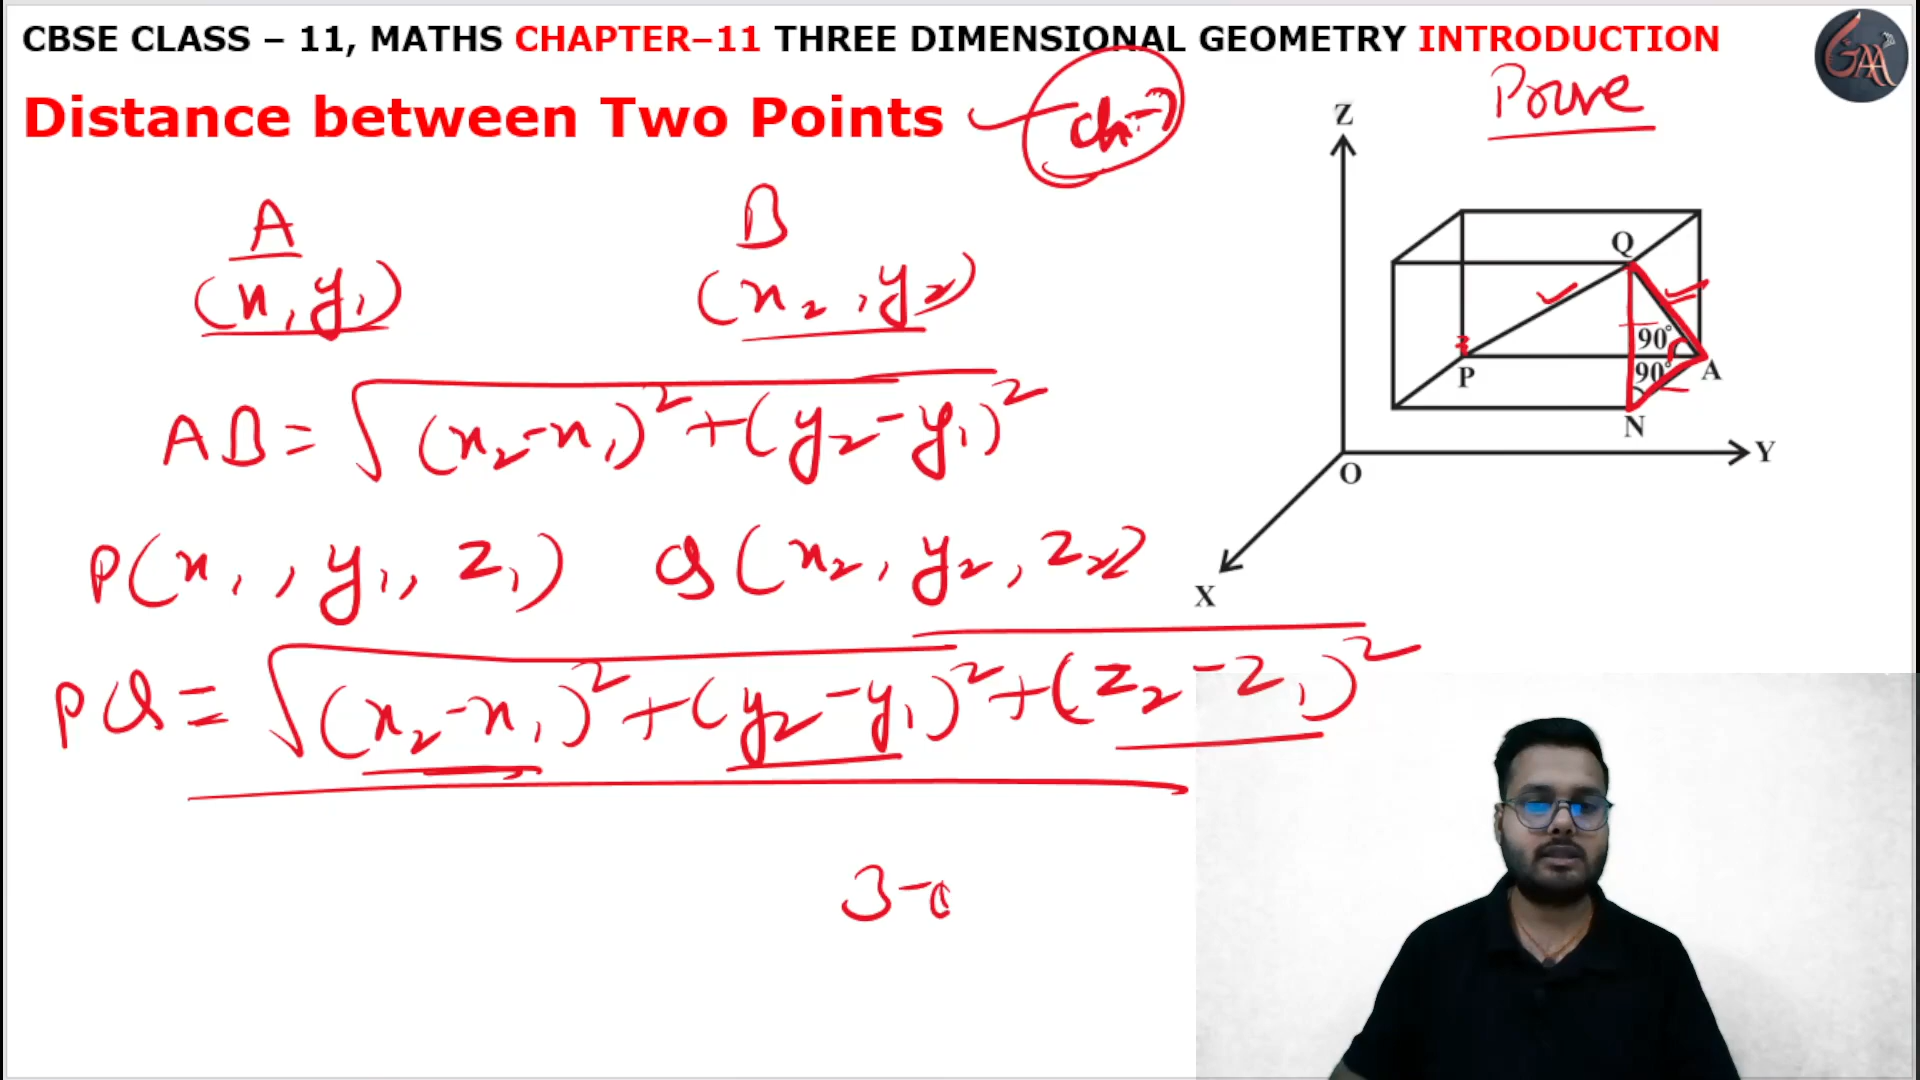 CBSE CLASS – 11, MATHS CHAPTER–11 THREE DIMENSIONAL GEOMETRY INTRODUCTION
GAA
Distance between Two Points
ch-7
Prove
A B
(x, y₁) (x₂, y₂)
AB = √(x₂-x₁)² + (y₂-y₁)²
P(x₁, y₁, z₁) Q(x₂, y₂, z₂)
PQ = √(x₂-x₁)² + (y₂-y₁)² + (z₂-z₁)²
3-
Z
Q
90°
P
90°
A
N
Y
O
X